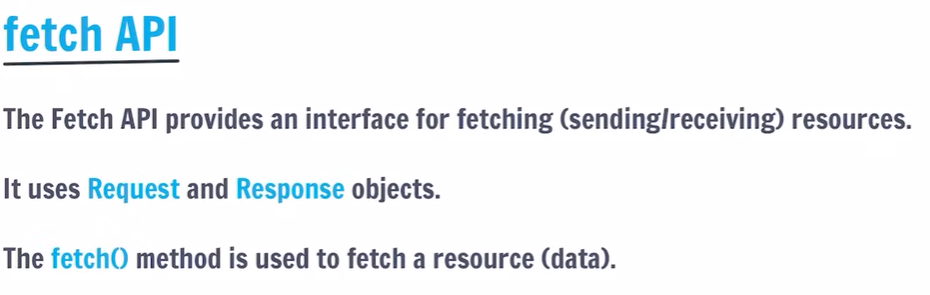 fetch API
The Fetch API provides an interface for fetching (sending/receiving) resources.
It uses Request and Response objects.
The fetch() method is used to fetch a resource (data).